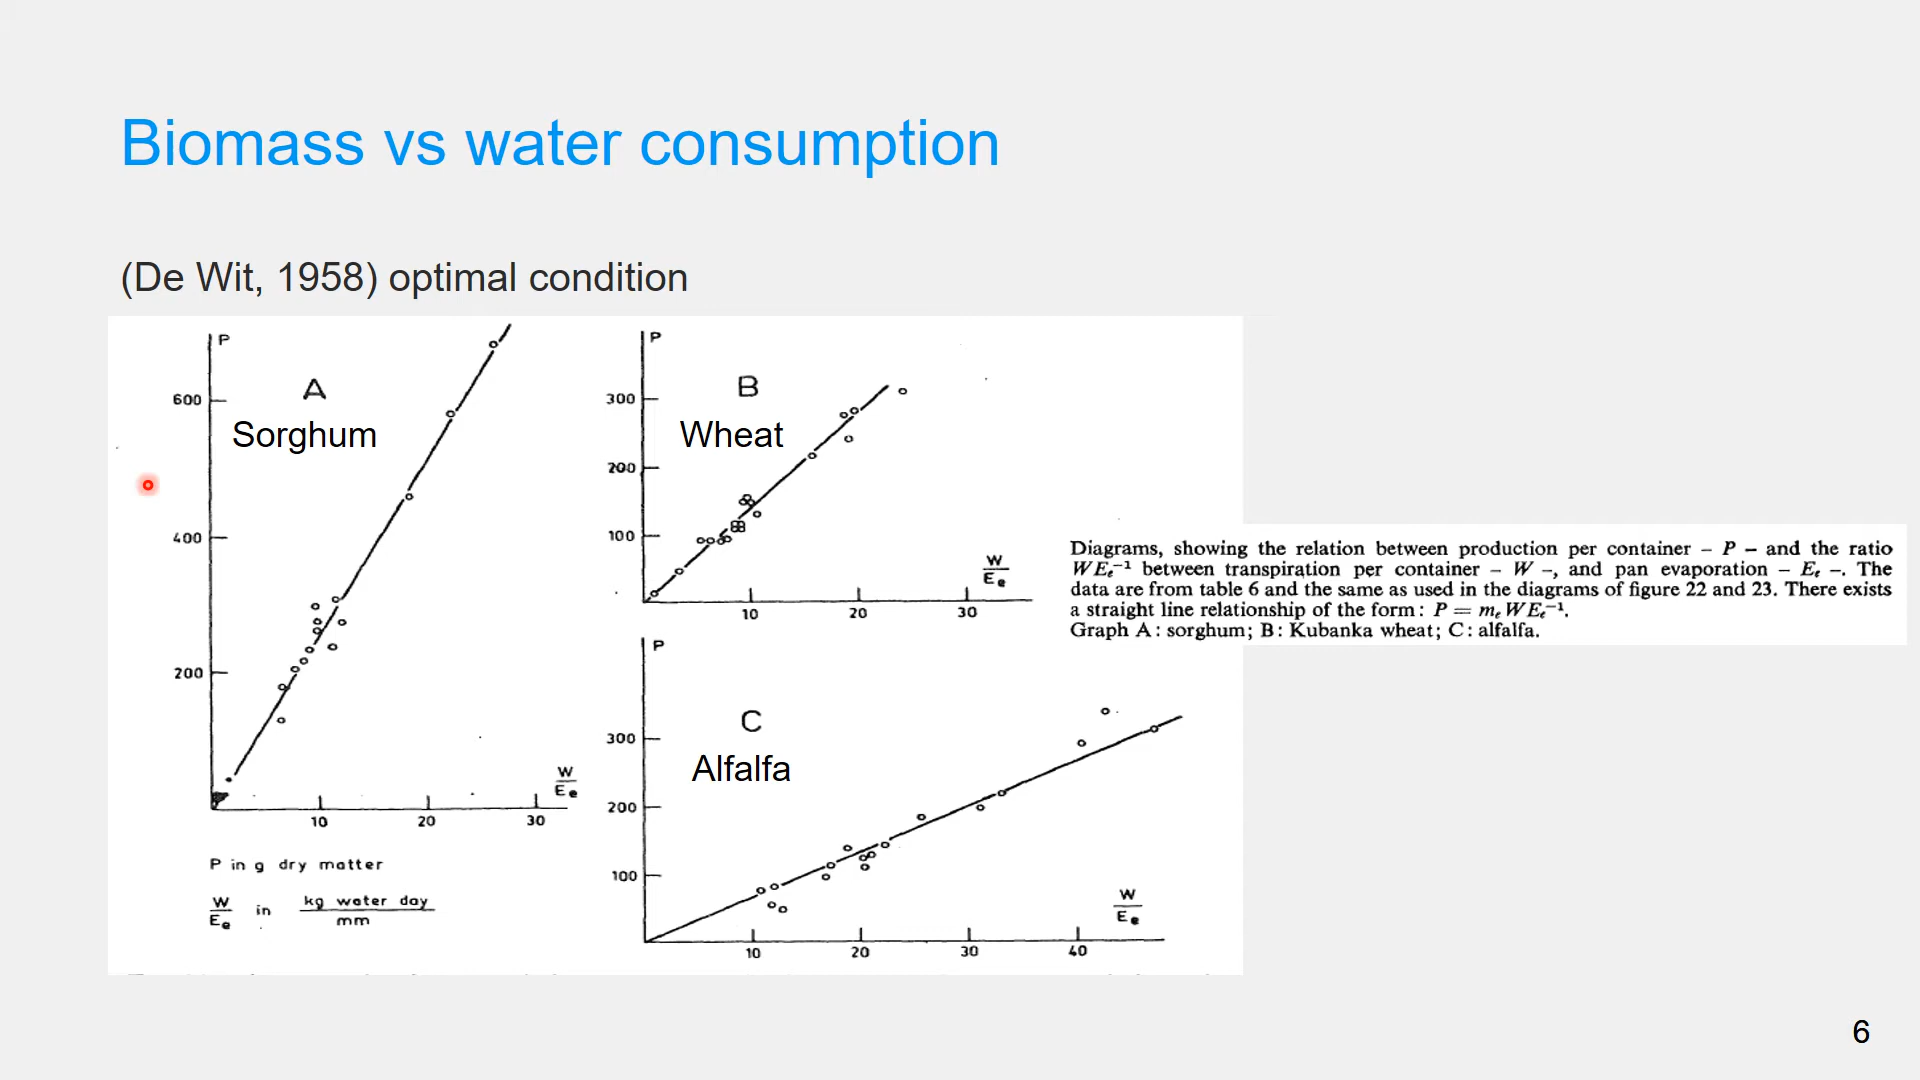 Biomass vs water consumption
(De Wit, 1958) optimal condition
P
A
Sorghum
600
400
200
10
20
30
W
Ee
P in g dry matter
W
Ee
in
kg water day
mm
P
B
Wheat
300
200
100
10
20
30
W
Ee
P
C
Alfalfa
300
200
100
10
20
30
40
W
Ee
Diagrams, showing the relation between production per container – P – and the ratio
WEe⁻¹ between transpiration per container – W –, and pan evaporation – Ee –. The
data are from table 6 and the same as used in the diagrams of figure 22 and 23. There exists
a straight line relationship of the form: P = me WEe⁻¹.
Graph A: sorghum; B: Kubanka wheat; C: alfalfa.
6